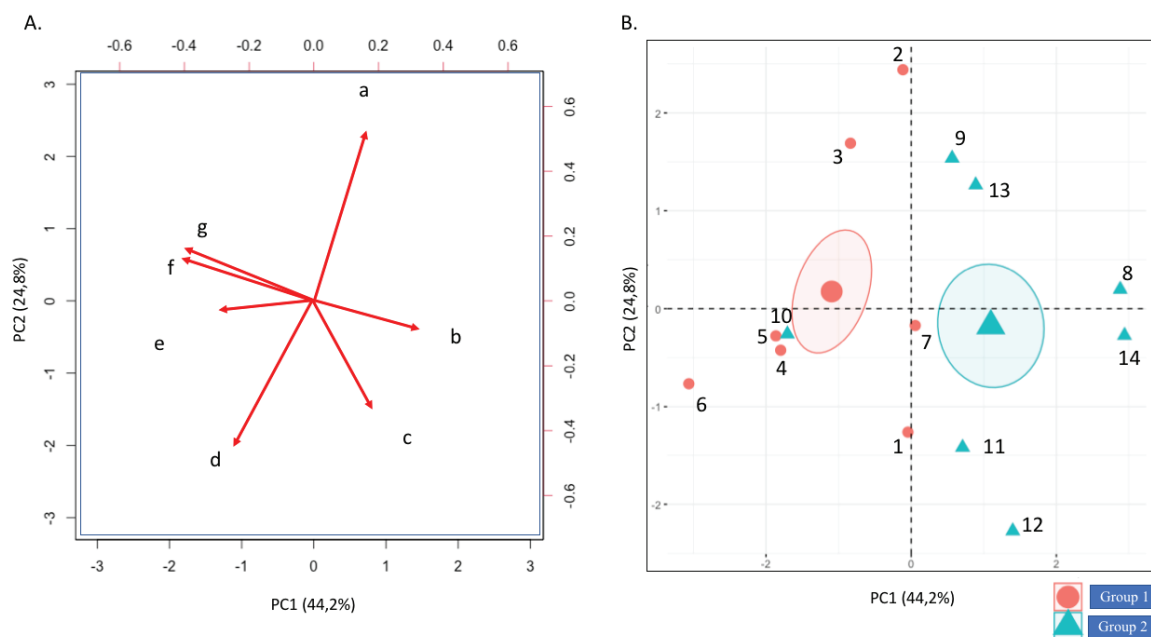 A.
-0.6 -0.4 -0.2 0.0 0.2 0.4 0.6
3
2
1
0
-1
-2
-3
PC2 (24,8%)
a
g
f
e
d
b
c
0.6
0.4
0.2
0.0
-0.2
-0.4
-0.6
-3 -2 -1 0 1 2 3
PC1 (44,2%)
B.
2
1
0
-1
-2
PC2 (24,8%)
2
3
9
13
8
10
5
4
7
14
6
1
11
12
-2 0 2
PC1 (44,2%)
Group 1
Group 2